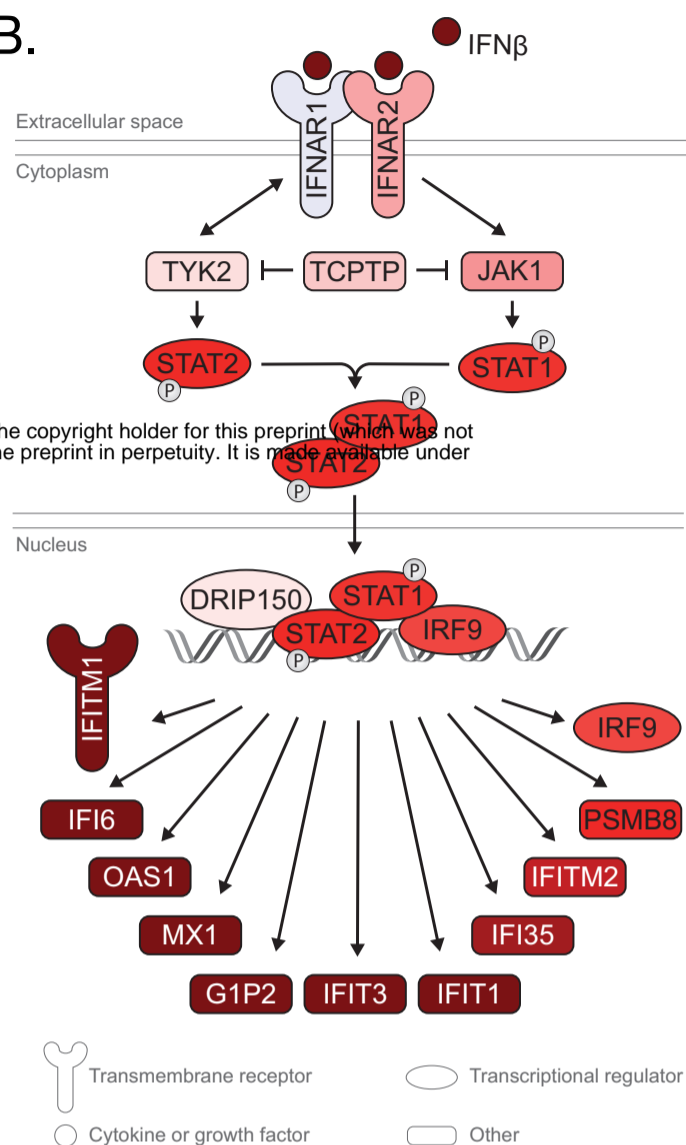 B.
IFNβ
IFNAR1
IFNAR2
Extracellular space
Cytoplasm
TYK2
TCPTP
JAK1
STAT2
P
STAT1
P
STAT1
P
he copyright holder for this preprint (which was not
e preprint in perpetuity. It is made available under
STAT2
P
Nucleus
DRIP150
STAT1
P
STAT2
P
IRF9
IFITM1
IRF9
IFI6
PSMB8
OAS1
IFITM2
MX1
IFI35
G1P2
IFIT3
IFIT1
Transmembrane receptor
Transcriptional regulator
Cytokine or growth factor
Other